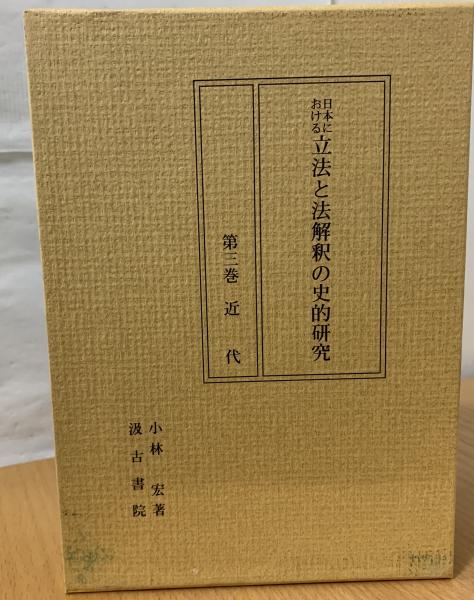 日本における立法と法解釈の史的研究
第三巻 近代
小林 宏著
汲古書院